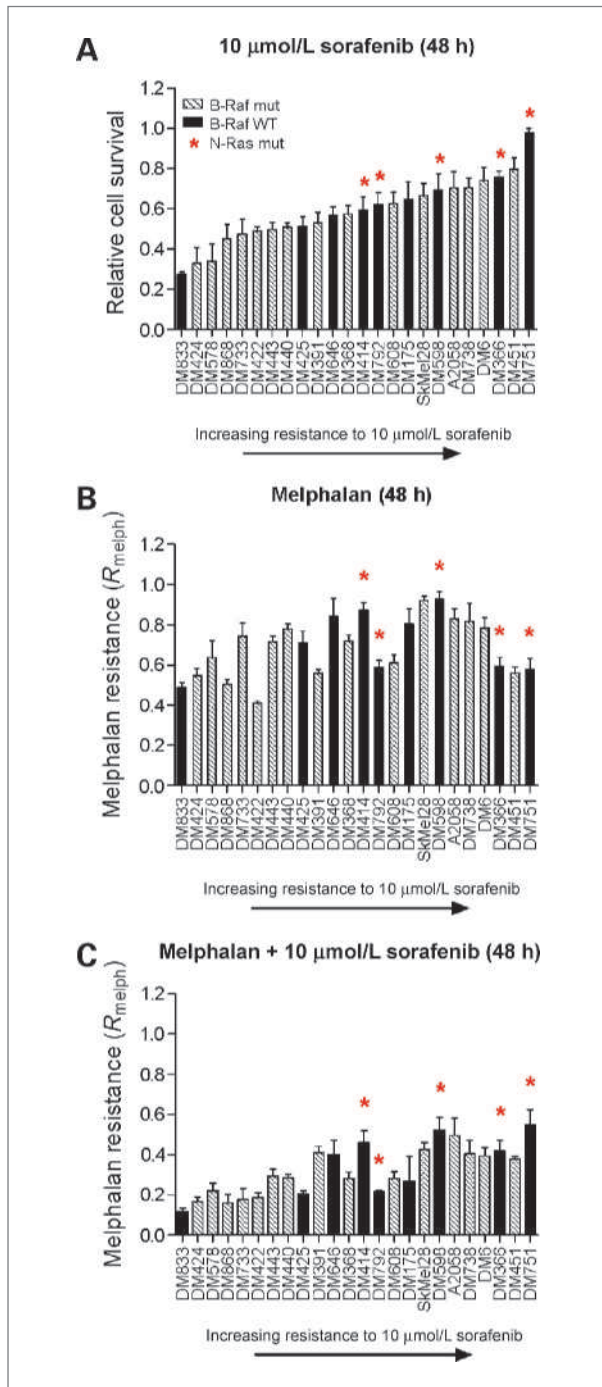 A
10 μmol/L sorafenib (48 h)
Relative cell survival
1.2
1.0
0.8
0.6
0.4
0.2
0.0
B-Raf mut
B-Raf WT
* N-Ras mut
* * * * *
DM833
DM424
DM578
DM868
DM733
DM422
DM443
DM440
DM425
DM391
DM646
DM368
DM414
DM792
DM608
DM175
SkMel28
DM598
A2058
DM738
DM6
DM366
DM451
DM751
Increasing resistance to 10 μmol/L sorafenib
B
Melphalan (48 h)
Melphalan resistance (Rmelph)
1.2
1.0
0.8
0.6
0.4
0.2
0.0
* * * * *
DM833
DM424
DM578
DM868
DM733
DM422
DM443
DM440
DM425
DM391
DM646
DM368
DM414
DM792
DM608
DM175
SkMel28
DM598
A2058
DM738
DM6
DM366
DM451
DM751
Increasing resistance to 10 μmol/L sorafenib
C
Melphalan + 10 μmol/L sorafenib (48 h)
Melphalan resistance (Rmelph)
1.2
1.0
0.8
0.6
0.4
0.2
0.0
* * * * *
DM833
DM424
DM578
DM868
DM733
DM422
DM443
DM440
DM425
DM391
DM646
DM368
DM414
DM792
DM608
DM175
SkMel28
DM598
A2058
DM738
DM6
DM366
DM451
DM751
Increasing resistance to 10 μmol/L sorafenib